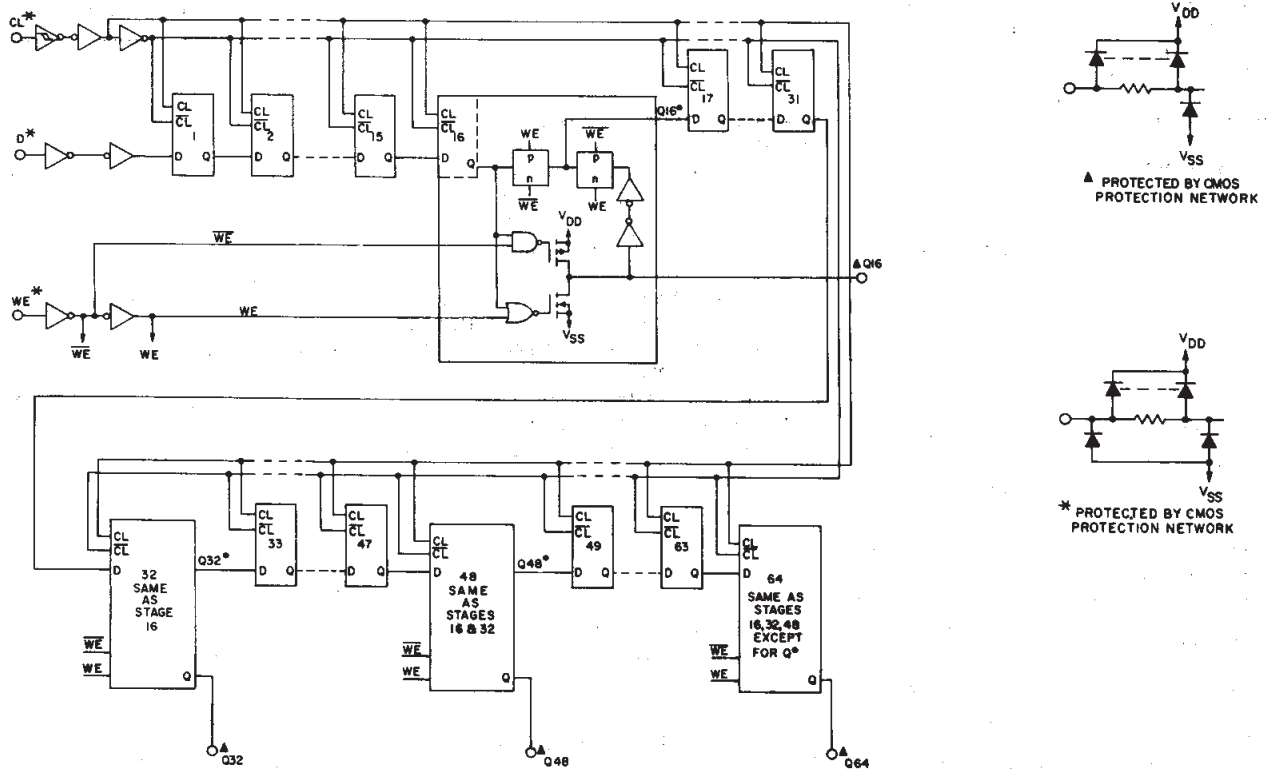 CL*
VDD
CL
CL
17
CL
CL
31
Q16*
D Q
D Q
CL
CL
1
CL
CL
2
CL
CL
15
CL
CL
16
D*
D Q
D Q
D Q
D Q
WE
p
n
WE
WE
p
n
WE
VSS
▲ PROTECTED BY CMOS
PROTECTION NETWORK
WE
VDD
▲ Q16
WE*
WE
VSS
WE
WE
VDD
VSS
* PROTECTED BY CMOS
PROTECTION NETWORK
CL
CL
D
32
SAME
AS
STAGE
16
WE
WE
Q
Q32*
CL
CL
33
D Q
CL
CL
47
D Q
CL
CL
D
48
SAME
AS
STAGES
16 & 32
WE
WE
Q
Q48*
CL
CL
49
D Q
CL
CL
63
D Q
CL
CL
D
64
SAME AS
STAGES
16,32,48
EXCEPT
FOR Q*
WE
WE
Q
▲ Q32
▲ Q48
▲ Q64